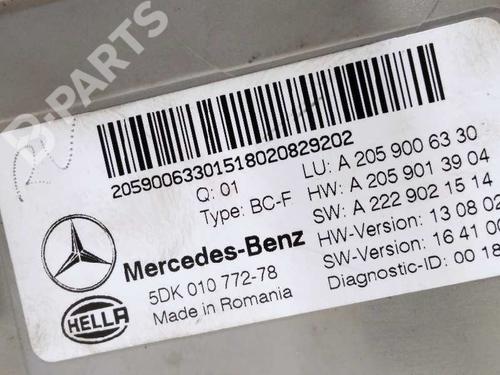 B-PARTS
20590063301518020829202
Q: 01
Type: BC-F
Mercedes-Benz
5DK 010 772-78
Made in Romania
HELLA
LU: A 205 900 63 30
HW: A 205 901 39 04
SW: A 222 902 15 14
HW-Version: 13 08 02
SW-Version: 16 41 00
Diagnostic-ID: 00 18